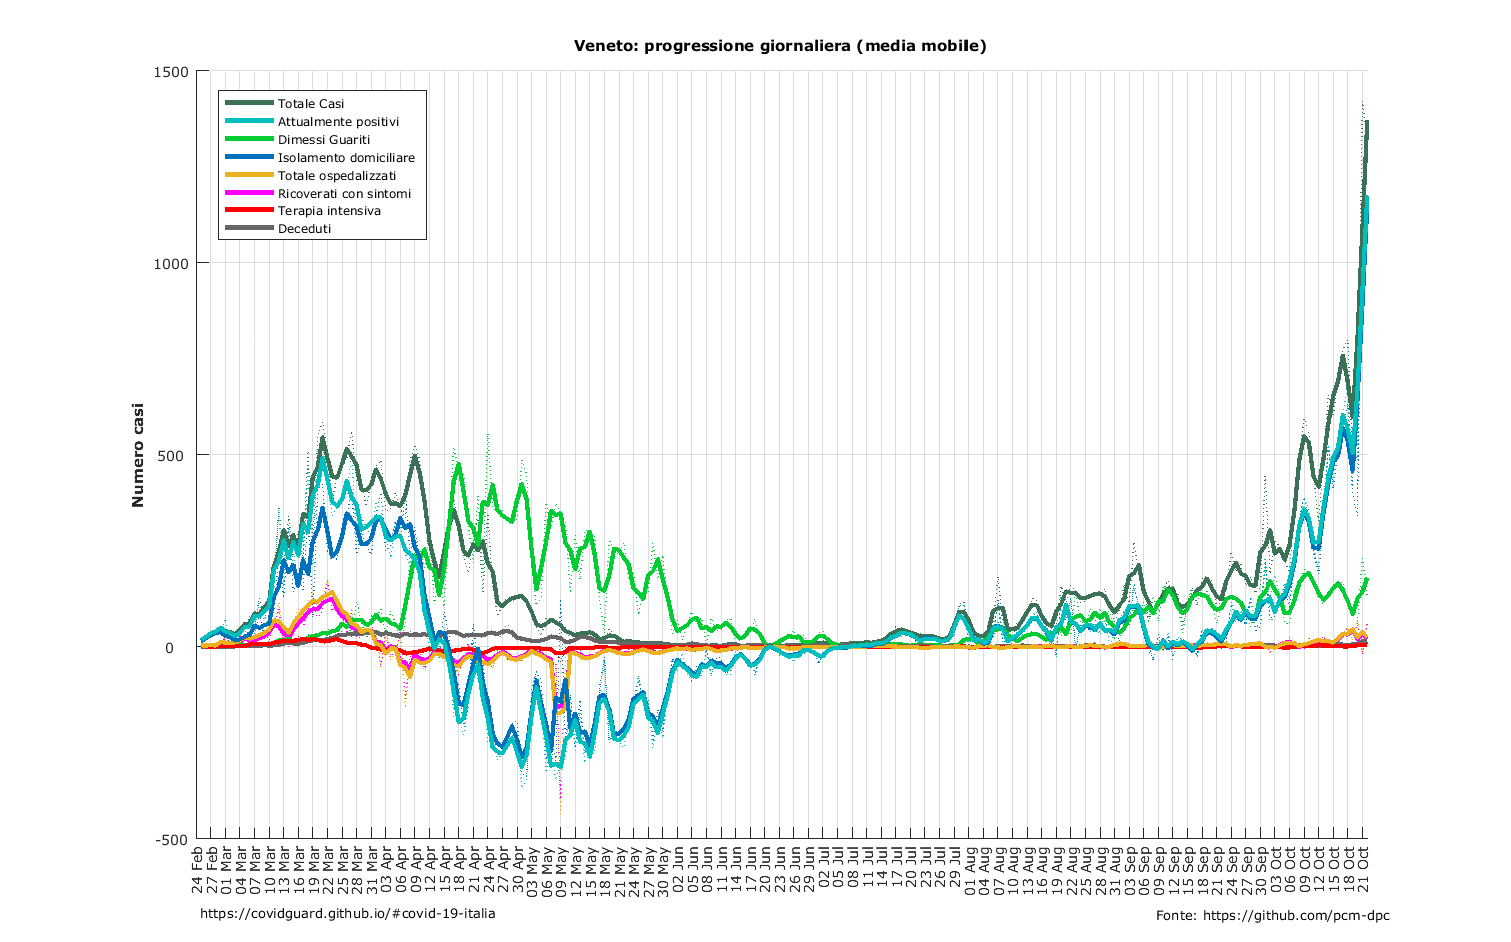 Veneto: progressione giornaliera (media mobile)
1500
1000
500
0
-500
Numero casi
Totale Casi
Attualmente positivi
Dimessi Guariti
Isolamento domiciliare
Totale ospedalizzati
Ricoverati con sintomi
Terapia intensiva
Deceduti
24 Feb
27 Feb
01 Mar
04 Mar
07 Mar
10 Mar
13 Mar
16 Mar
19 Mar
22 Mar
25 Mar
28 Mar
31 Mar
03 Apr
06 Apr
09 Apr
12 Apr
15 Apr
18 Apr
21 Apr
24 Apr
27 Apr
30 Apr
03 May
06 May
09 May
12 May
15 May
18 May
21 May
24 May
27 May
30 May
02 Jun
05 Jun
08 Jun
11 Jun
14 Jun
17 Jun
20 Jun
23 Jun
26 Jun
29 Jun
02 Jul
05 Jul
08 Jul
11 Jul
14 Jul
17 Jul
20 Jul
23 Jul
26 Jul
29 Jul
01 Aug
04 Aug
07 Aug
10 Aug
13 Aug
16 Aug
19 Aug
22 Aug
25 Aug
28 Aug
31 Aug
03 Sep
06 Sep
09 Sep
12 Sep
15 Sep
18 Sep
21 Sep
24 Sep
27 Sep
30 Sep
03 Oct
06 Oct
09 Oct
12 Oct
15 Oct
18 Oct
21 Oct
https://covidguard.github.io/#covid-19-italia
Fonte: https://github.com/pcm-dpc